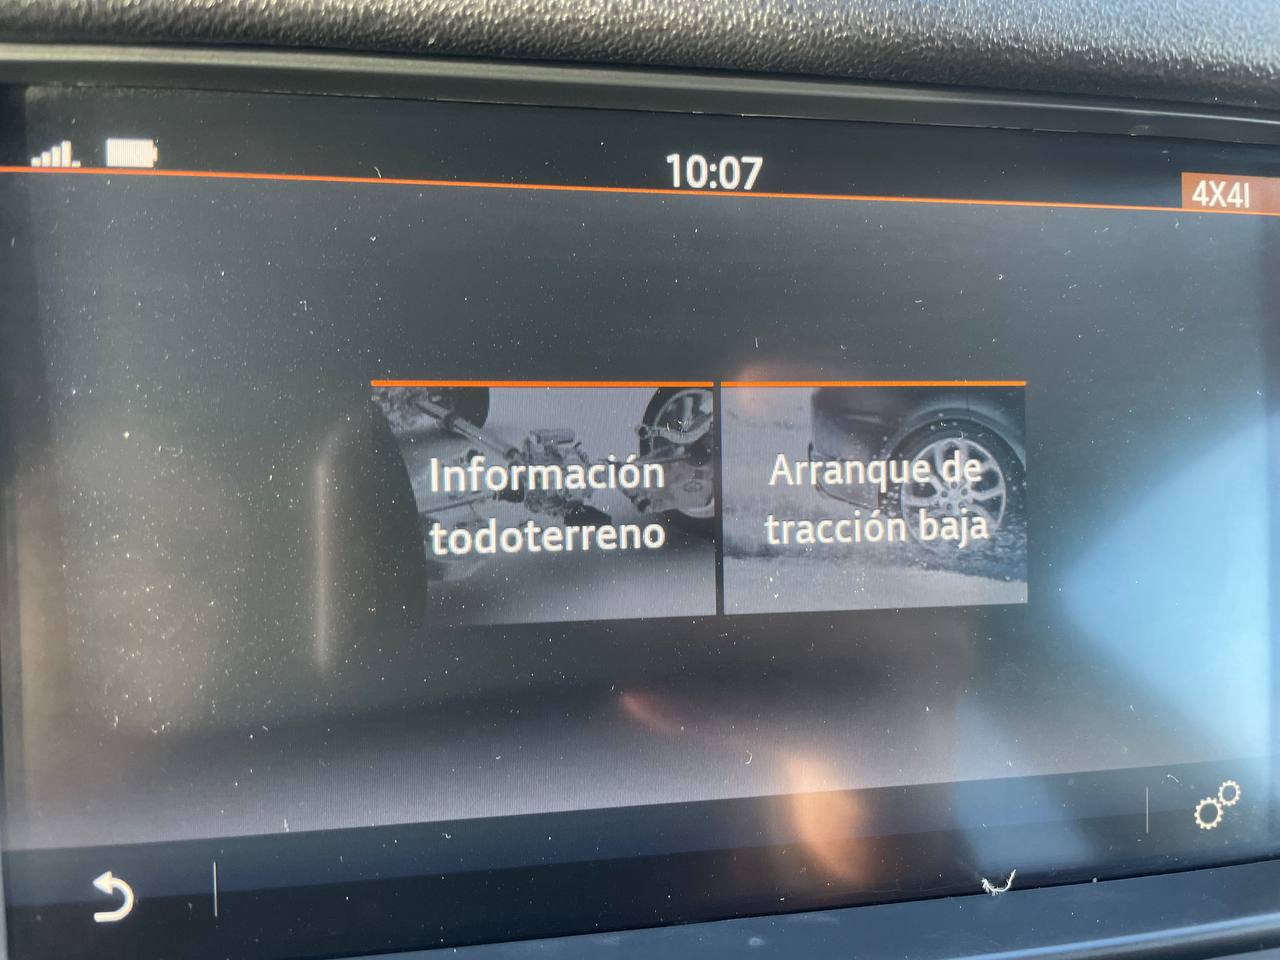 10:07
4X4I
Información
todoterreno
Arranque de
tracción baja